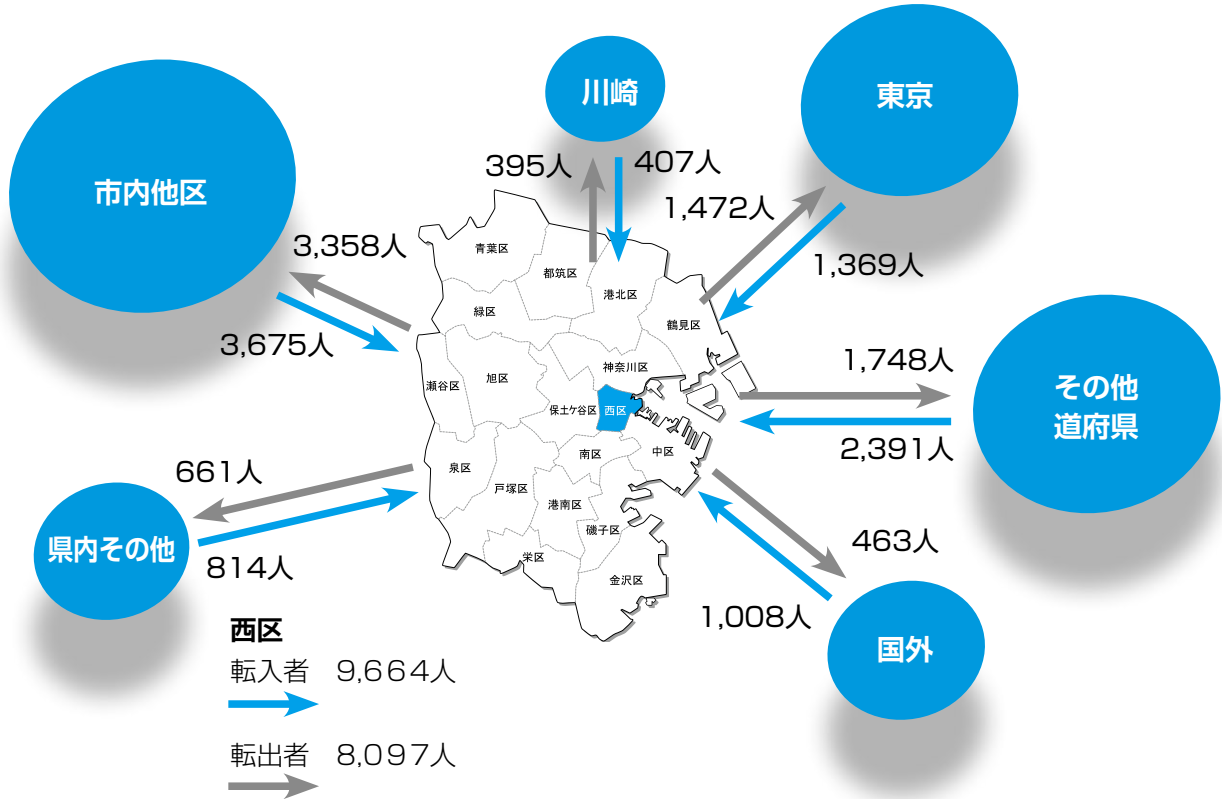 川崎
東京
395人
407人
市内他区
1,472人
3,358人
1,369人
3,675人
青葉区
都筑区
港北区
緑区
鶴見区
神奈川区
瀬谷区
旭区
保土ケ谷区
西区
1,748人
その他
道府県
2,391人
南区
中区
泉区
戸塚区
港南区
磯子区
栄区
金沢区
661人
県内その他
814人
463人
1,008人
国外
西区
転入者 9,664人
転出者 8,097人